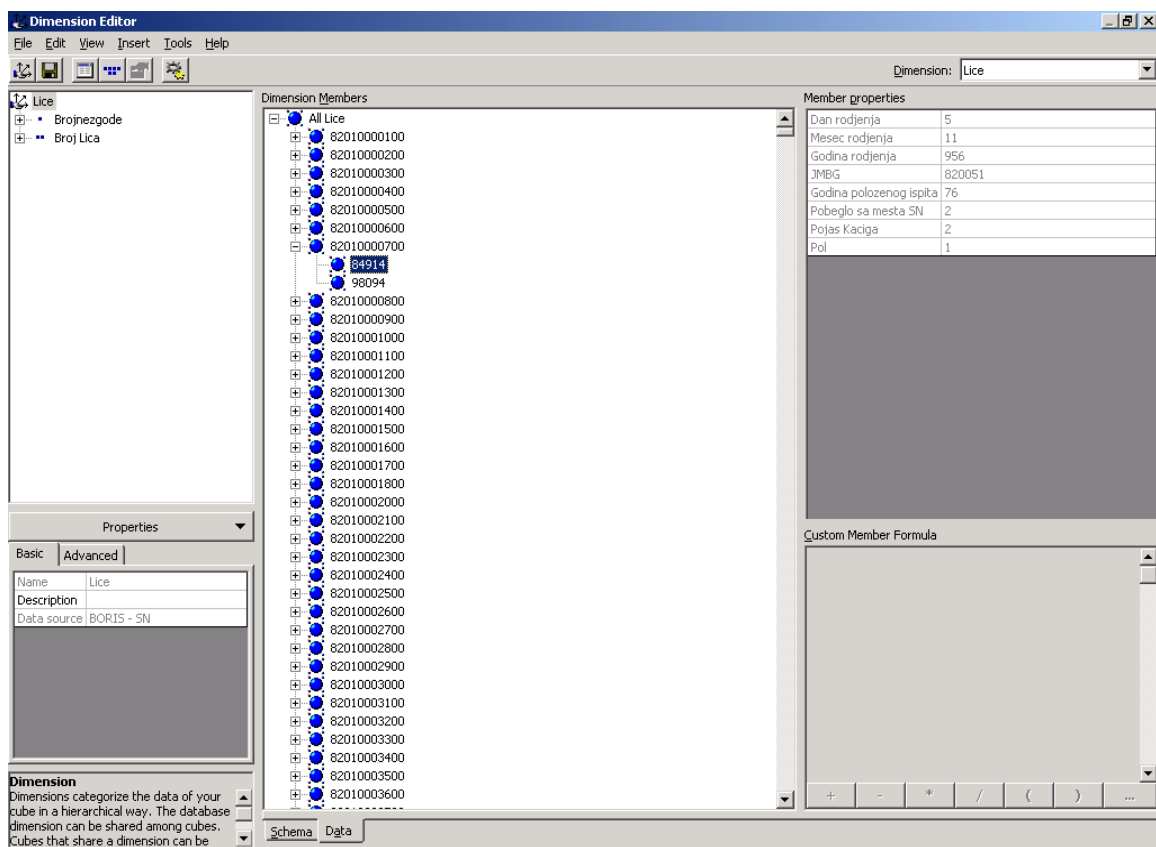 Dimension Editor
File Edit View Insert Tools Help
Dimension: Lice
Lice
Brojnezgode
Broj Lica
Properties
Basic Advanced
Name Lice
Description
Data source BORIS - SN
Dimension
Dimensions categorize the data of your
cube in a hierarchical way. The database
dimension can be shared among cubes.
Cubes that share a dimension can be
Dimension Members
All Lice
82010000100
82010000200
82010000300
82010000400
82010000500
82010000600
82010000700
84914
98094
82010000800
82010000900
82010001000
82010001100
82010001200
82010001300
82010001400
82010001500
82010001600
82010001700
82010001800
82010002000
82010002100
82010002200
82010002300
82010002400
82010002500
82010002600
82010002700
82010002800
82010002900
82010003000
82010003100
82010003200
82010003300
82010003400
82010003500
82010003600
Schema Data
Member properties
Dan rodjenja 5
Mesec rodjenja 11
Godina rodjenja 956
JMBG 820051
Godina polozenog ispita 76
Pobeglo sa mesta SN 2
Pojas Kaciga 2
Pol 1
Custom Member Formula
+ - * / ( ) ...